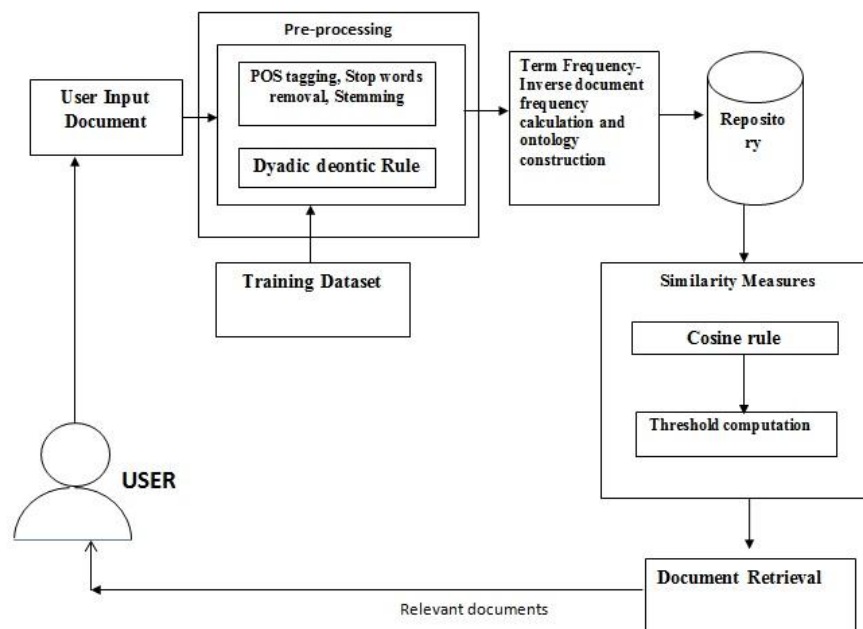 Pre-processing
POS tagging, Stop words
removal, Stemming
Dyadic deontic Rule
User Input
Document
Term Frequency-
Inverse document
frequency
calculation and
ontology
construction
Reposito
ry
Training Dataset
Similarity Measures
Cosine rule
Threshold computation
USER
Document Retrieval
Relevant documents